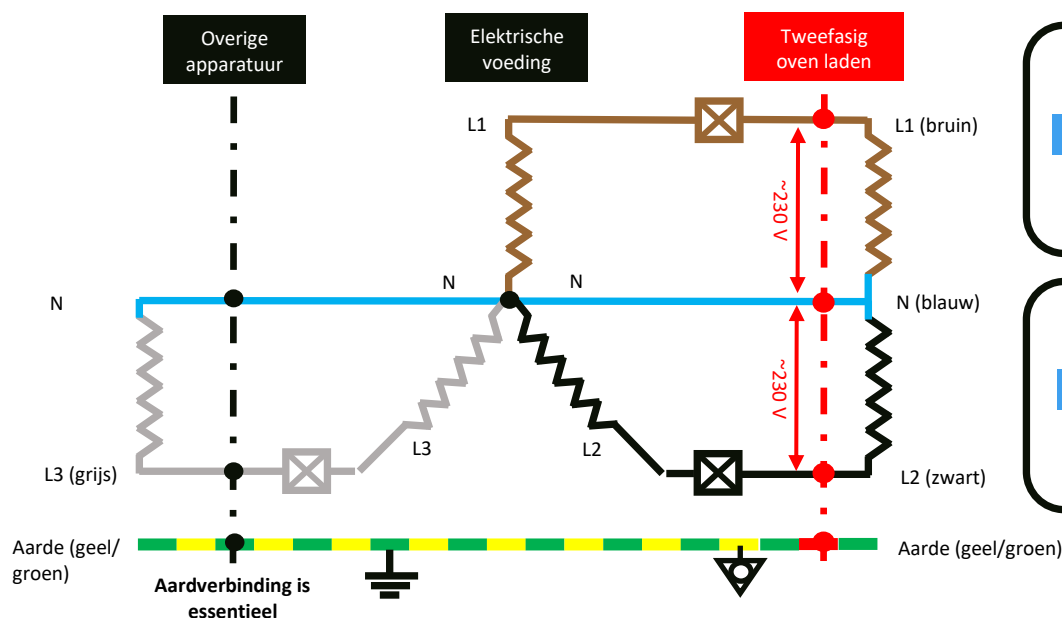 Overige
apparatuur
Elektrische
voeding
Tweefasig
oven laden
L1
L1 (bruin)
~230 V
N
N
N
N (blauw)
~230 V
L3 (grijs)
L3
L2
L2 (zwart)
Aarde (geel/
groen)
Aarde (geel/groen)
Aardverbinding is
essentieel